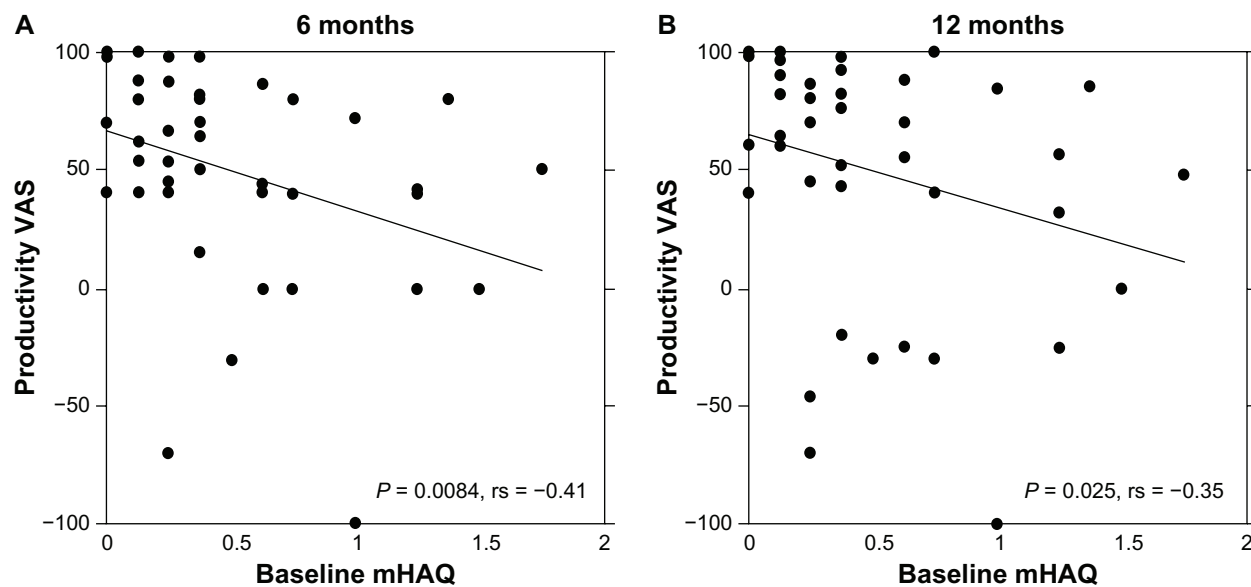 A
6 months
Productivity VAS
100
50
0
−50
−100
0
0.5
1
1.5
2
Baseline mHAQ
P = 0.0084, rs = −0.41
B
12 months
Productivity VAS
100
50
0
−50
−100
0
0.5
1
1.5
2
Baseline mHAQ
P = 0.025, rs = −0.35